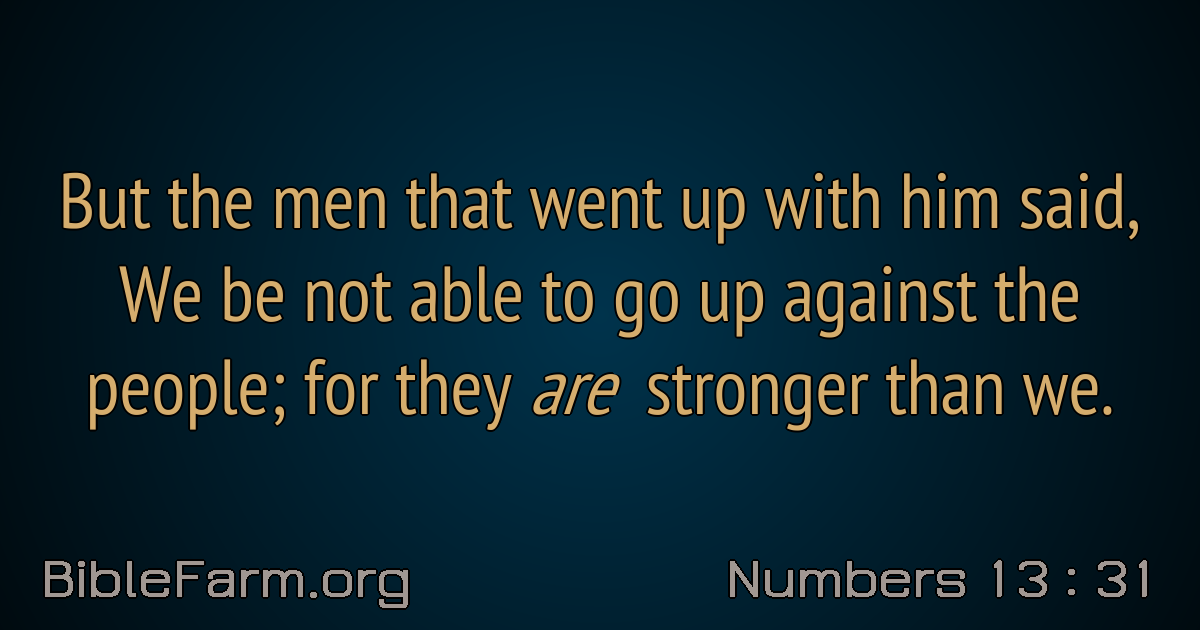 But the men that went up with him said,
We be not able to go up against the
people; for they are stronger than we.
BibleFarm.org
Numbers 13 : 31